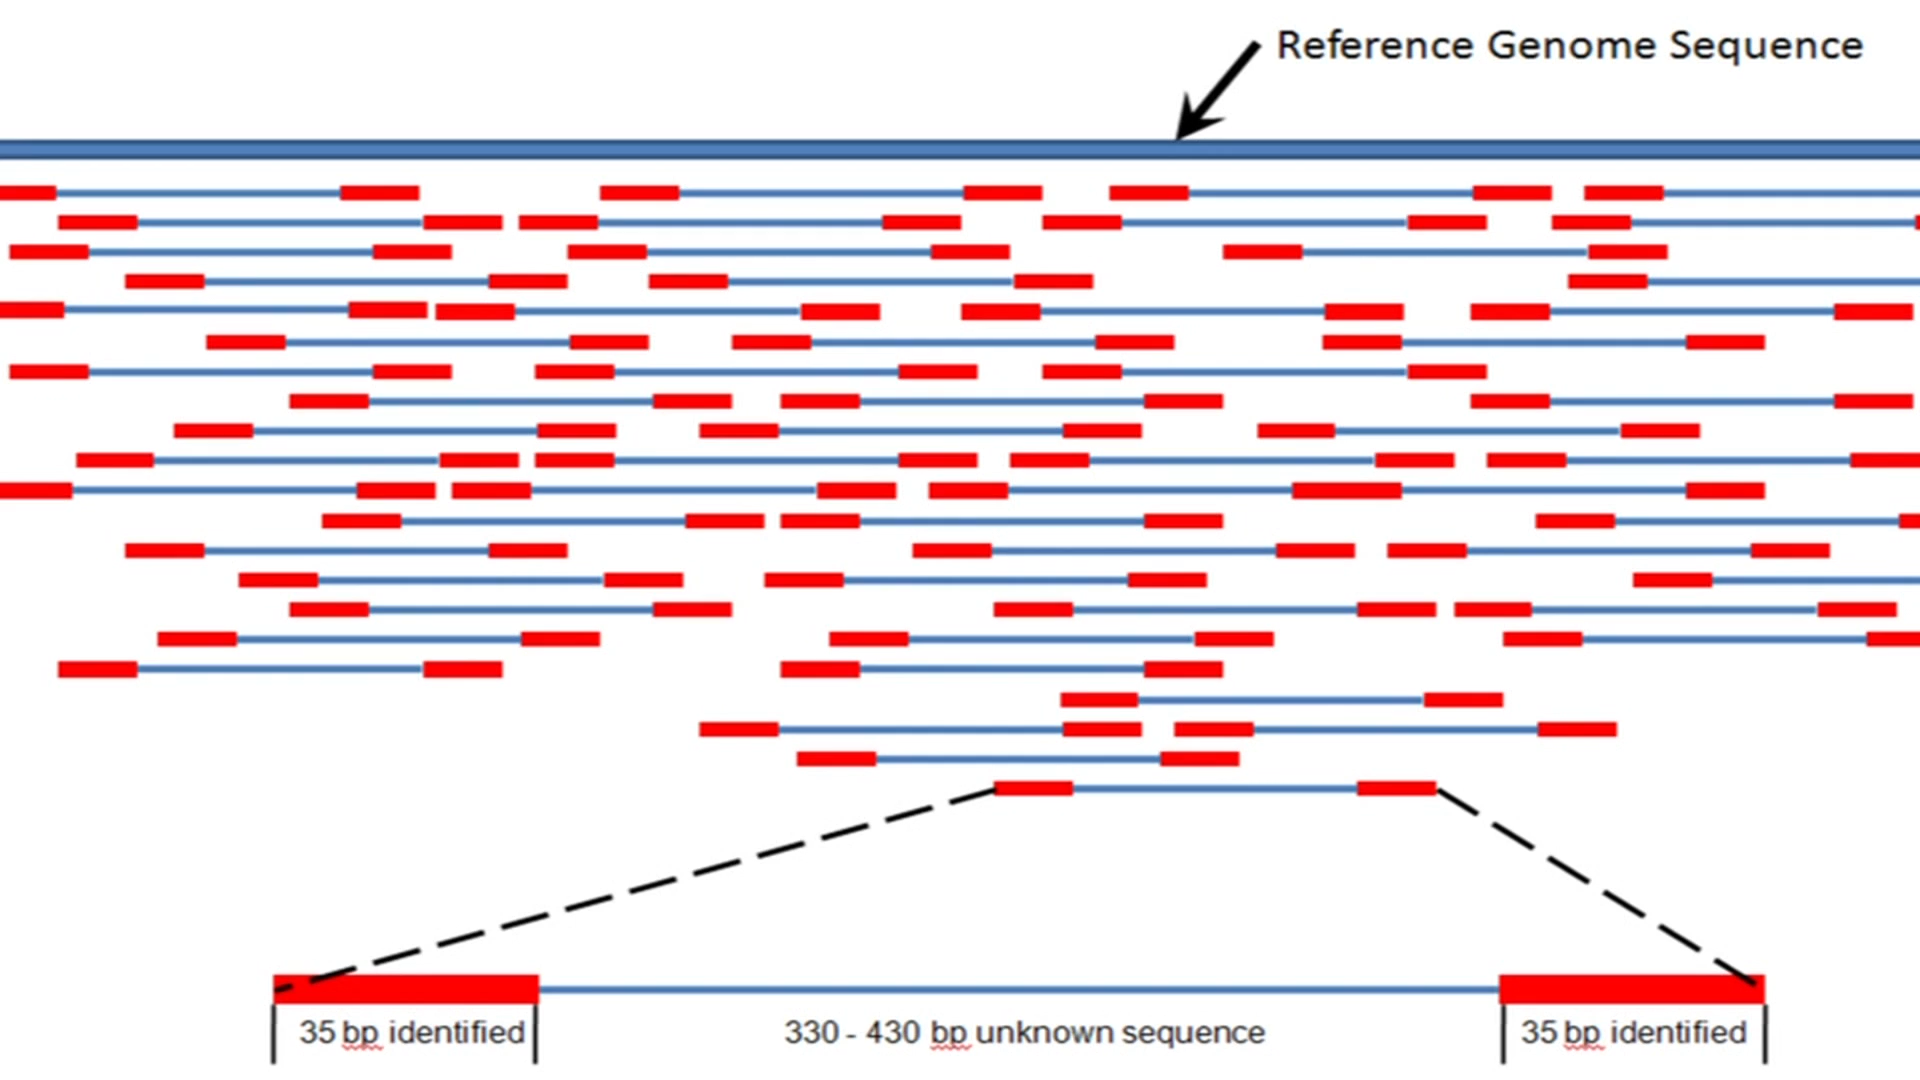 Reference Genome Sequence
35 bp identified
330 - 430 bp unknown sequence
35 bp identified